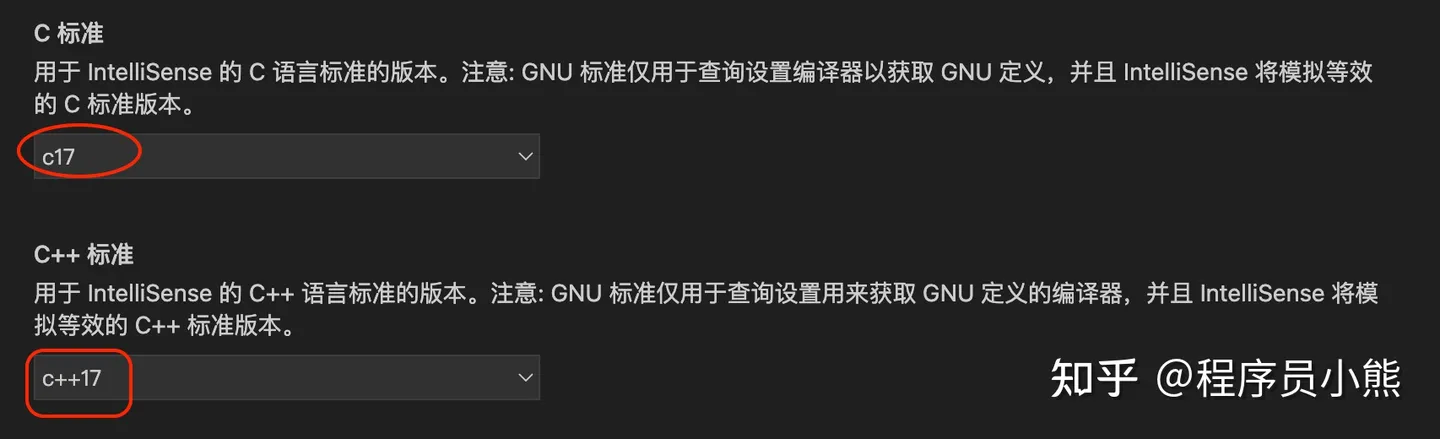 C 标准
用于 IntelliSense 的 C 语言标准的版本。注意: GNU 标准仅用于查询设置编译器以获取 GNU 定义，并且 IntelliSense 将模拟等效
的 C 标准版本。
c17
C++ 标准
用于 IntelliSense 的 C++ 语言标准的版本。注意: GNU 标准仅用于查询设置用来获取 GNU 定义的编译器，并且 IntelliSense 将模
拟等效的 C++ 标准版本。
c++17
知乎 @程序员小熊